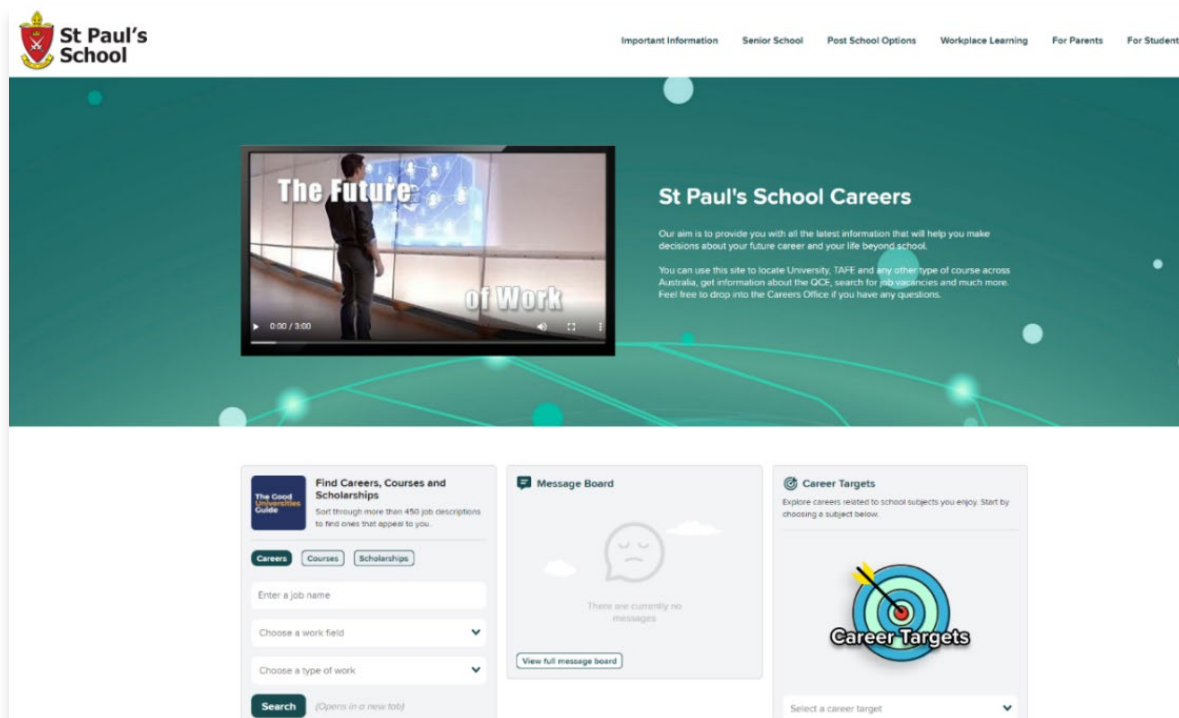 St Paul's
School
Important Information Senior School Post School Options Workplace Learning For Parents For Student
The Future
of Work
0:00 / 3:00
St Paul's School Careers
Our aim is to provide you with all the latest information that will help you make
decisions about your future career and your life beyond school.
You can use this site to locate University, TAFE and any other type of course across
Australia, get information about the QCE, search for job vacancies and much more.
Feel free to drop into the Careers Office if you have any questions.
The Good
Universities
Guide
Find Careers, Courses and
Scholarships
Sort through more than 450 job descriptions
to find ones that appeal to you.
Careers Courses Scholarships
Enter a job name
Choose a work field
Choose a type of work
Search (Opens in a new tab)
Message Board
There are currently no
messages
View full message board
Career Targets
Explore careers related to school subjects you enjoy. Start by
choosing a subject below.
Career Targets
Select a career target